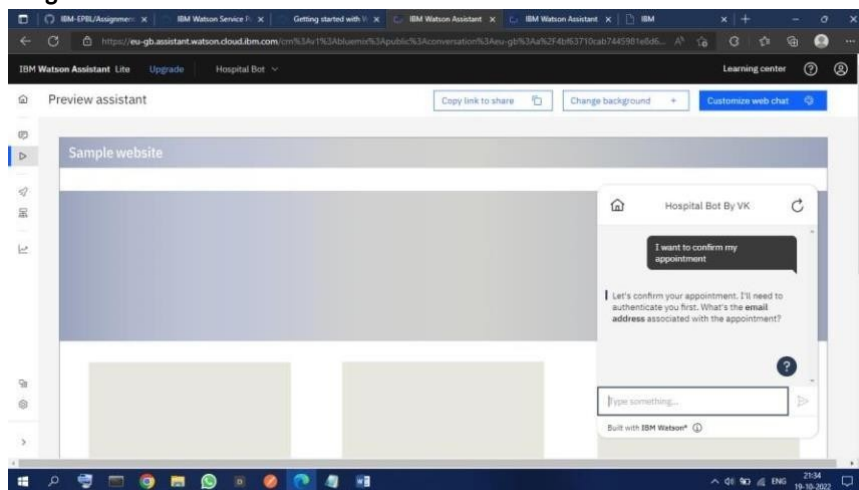 IBM-EPBL/Assignmen
IBM Watson Service P
Getting started with
IBM Watson Assistant
IBM Watson Assistant
IBM
https://eu-gb.assistant.watson.cloud.ibm.com/
IBM Watson Assistant Lite Upgrade Hospital Bot
Learning center
Preview assistant
Copy link to share
Change background +
Customize web chat
Sample website
Hospital Bot By VK
I want to confirm my
appointment
Let's confirm your appointment. I'll need to
authenticate you first. What's the email
address associated with the appointment?
?
Type something...
Built with IBM Watson®
ENG
21:34
19-10-2022